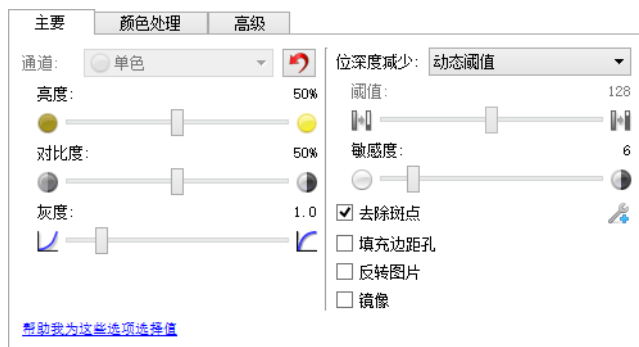 主要 颜色处理 高级
通道: 单色
亮度: 50%
对比度: 50%
灰度: 1.0
帮助我为这些选项选择值
位深度减少: 动态阈值
阈值: 128
敏感度: 6
去除斑点
填充边距孔
反转图片
镜像